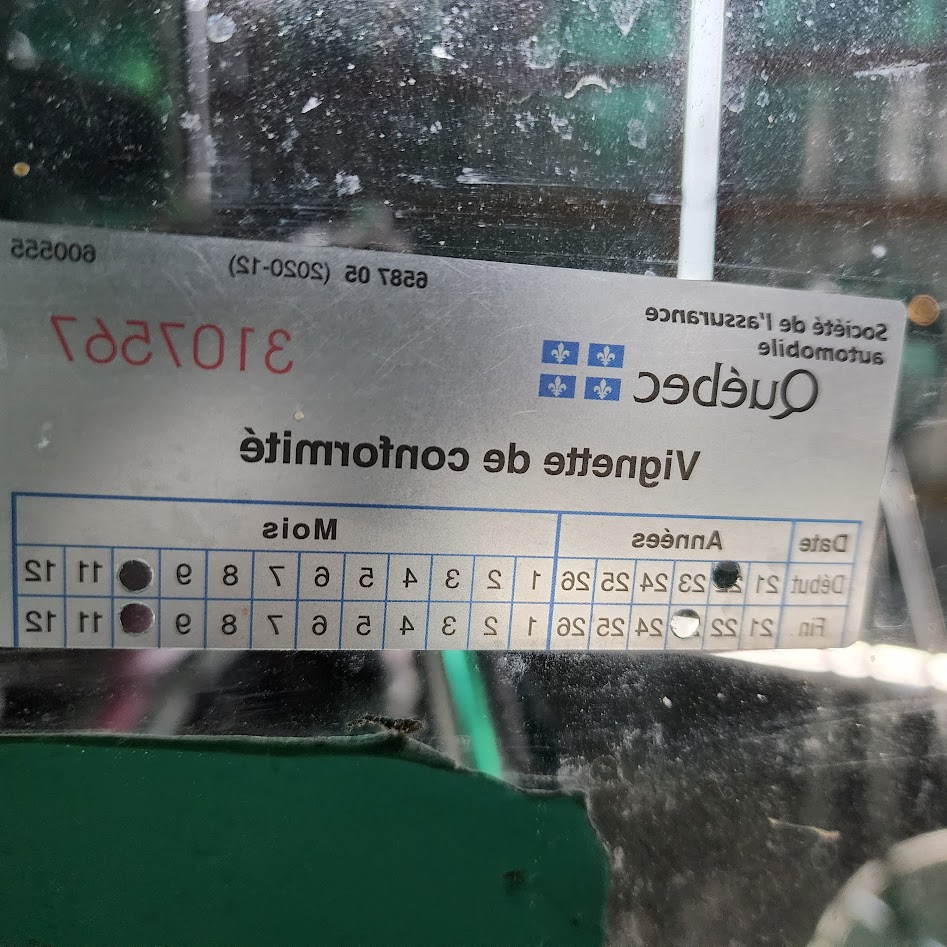 6587 05 (2020-12) 600555
Société de l'assurance
automobile
Québec
3107567
Vignette de conformité
Date Années Mois
Début 21 23 24 25 26 1 2 3 4 5 6 7 8 9 11 12
Fin 21 22 24 25 26 1 2 3 4 5 6 7 8 9 11 12